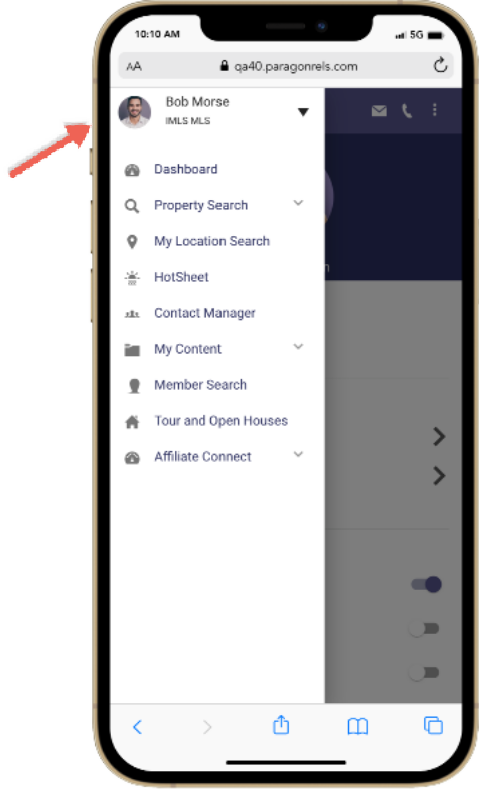 10:10 AM
5G
AA
qa40.paragonrels.com
Bob Morse
IMLS MLS
Dashboard
Property Search
My Location Search
HotSheet
Contact Manager
My Content
Member Search
Tour and Open Houses
Affiliate Connect